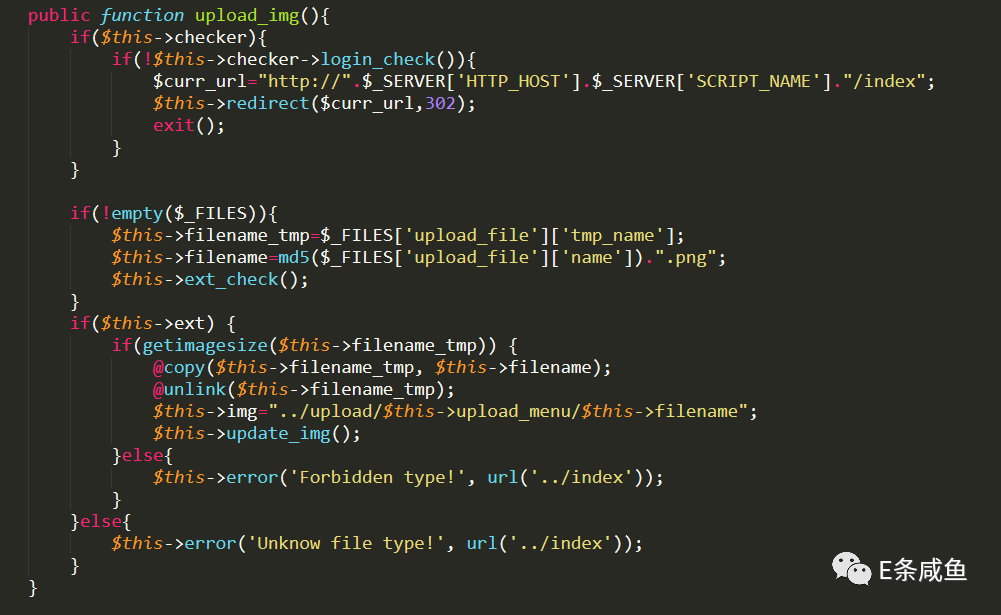 public function upload_img(){
    if($this->checker){
        if(!$this->checker->login_check()){
            $curr_url="http://".$_SERVER['HTTP_HOST'].$_SERVER['SCRIPT_NAME']."/index";
            $this->redirect($curr_url,302);
            exit();
        }
    }

    if(!empty($_FILES)){
        $this->filename_tmp=$_FILES['upload_file']['tmp_name'];
        $this->filename=md5($_FILES['upload_file']['name']).".png";
        $this->ext_check();
    }
    if($this->ext) {
        if(getimagesize($this->filename_tmp)) {
            @copy($this->filename_tmp, $this->filename);
            @unlink($this->filename_tmp);
            $this->img="../upload/$this->upload_menu/$this->filename";
            $this->update_img();
        }else{
            $this->error('Forbidden type!', url('../index'));
        }
    }else{
        $this->error('Unknow file type!', url('../index'));
    }
}
E条咸鱼